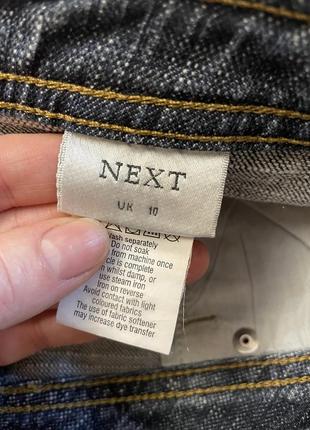 NEXT
UK 10
Wash separately
Do not soak
from machine once
cycle is complete
whilst damp, or
use steam iron
Iron on reverse
Avoid contact with light
coloured fabrics
The use of fabric softener
may increase dye transfer